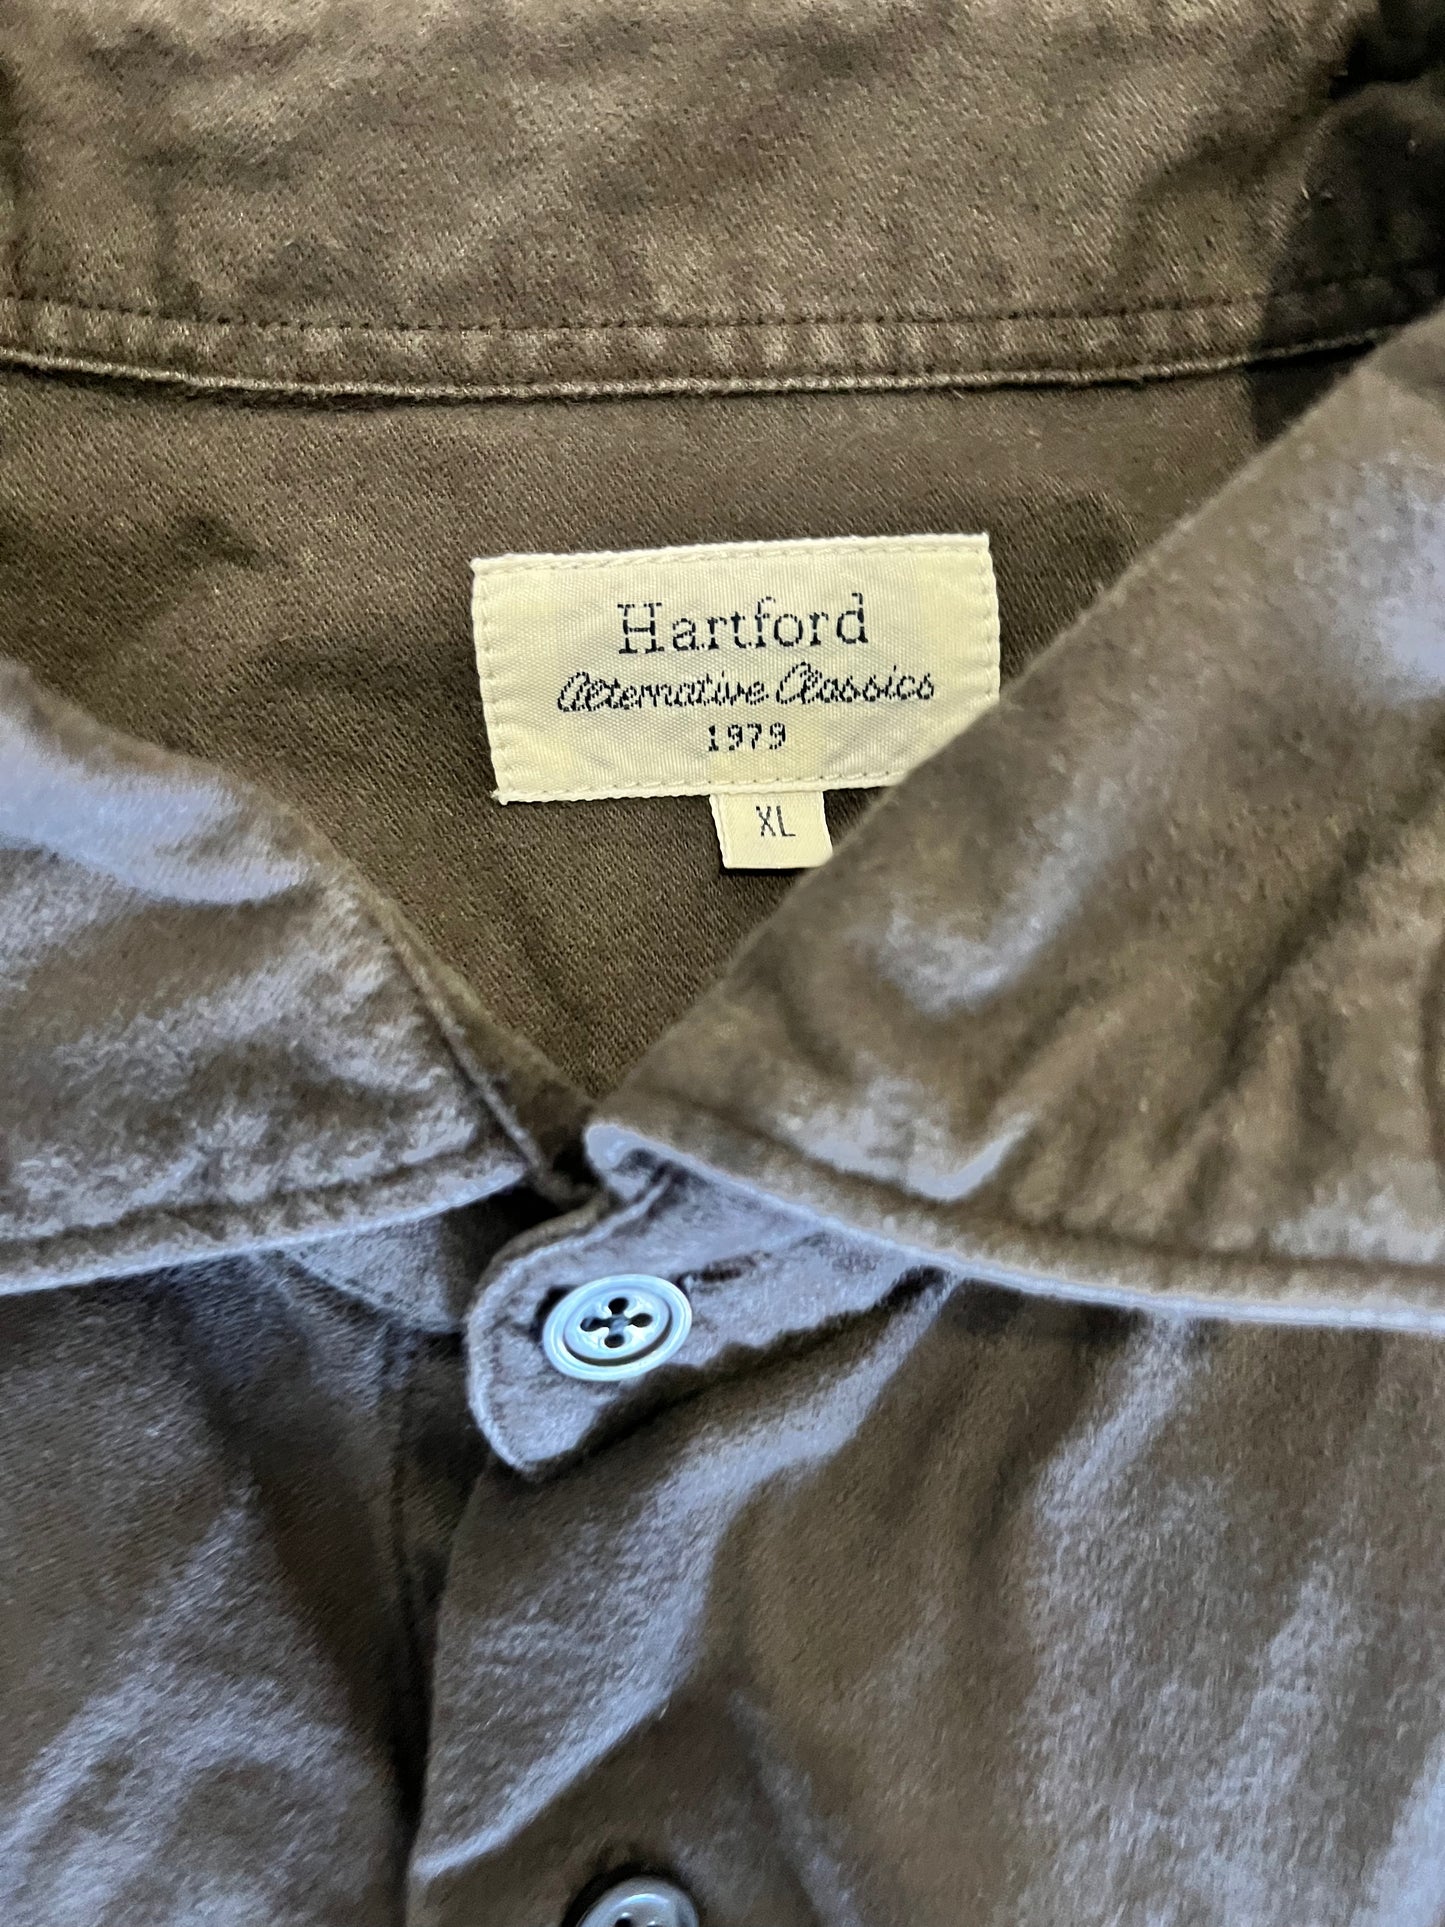 Hartford
Alternative Classics
1979
XL